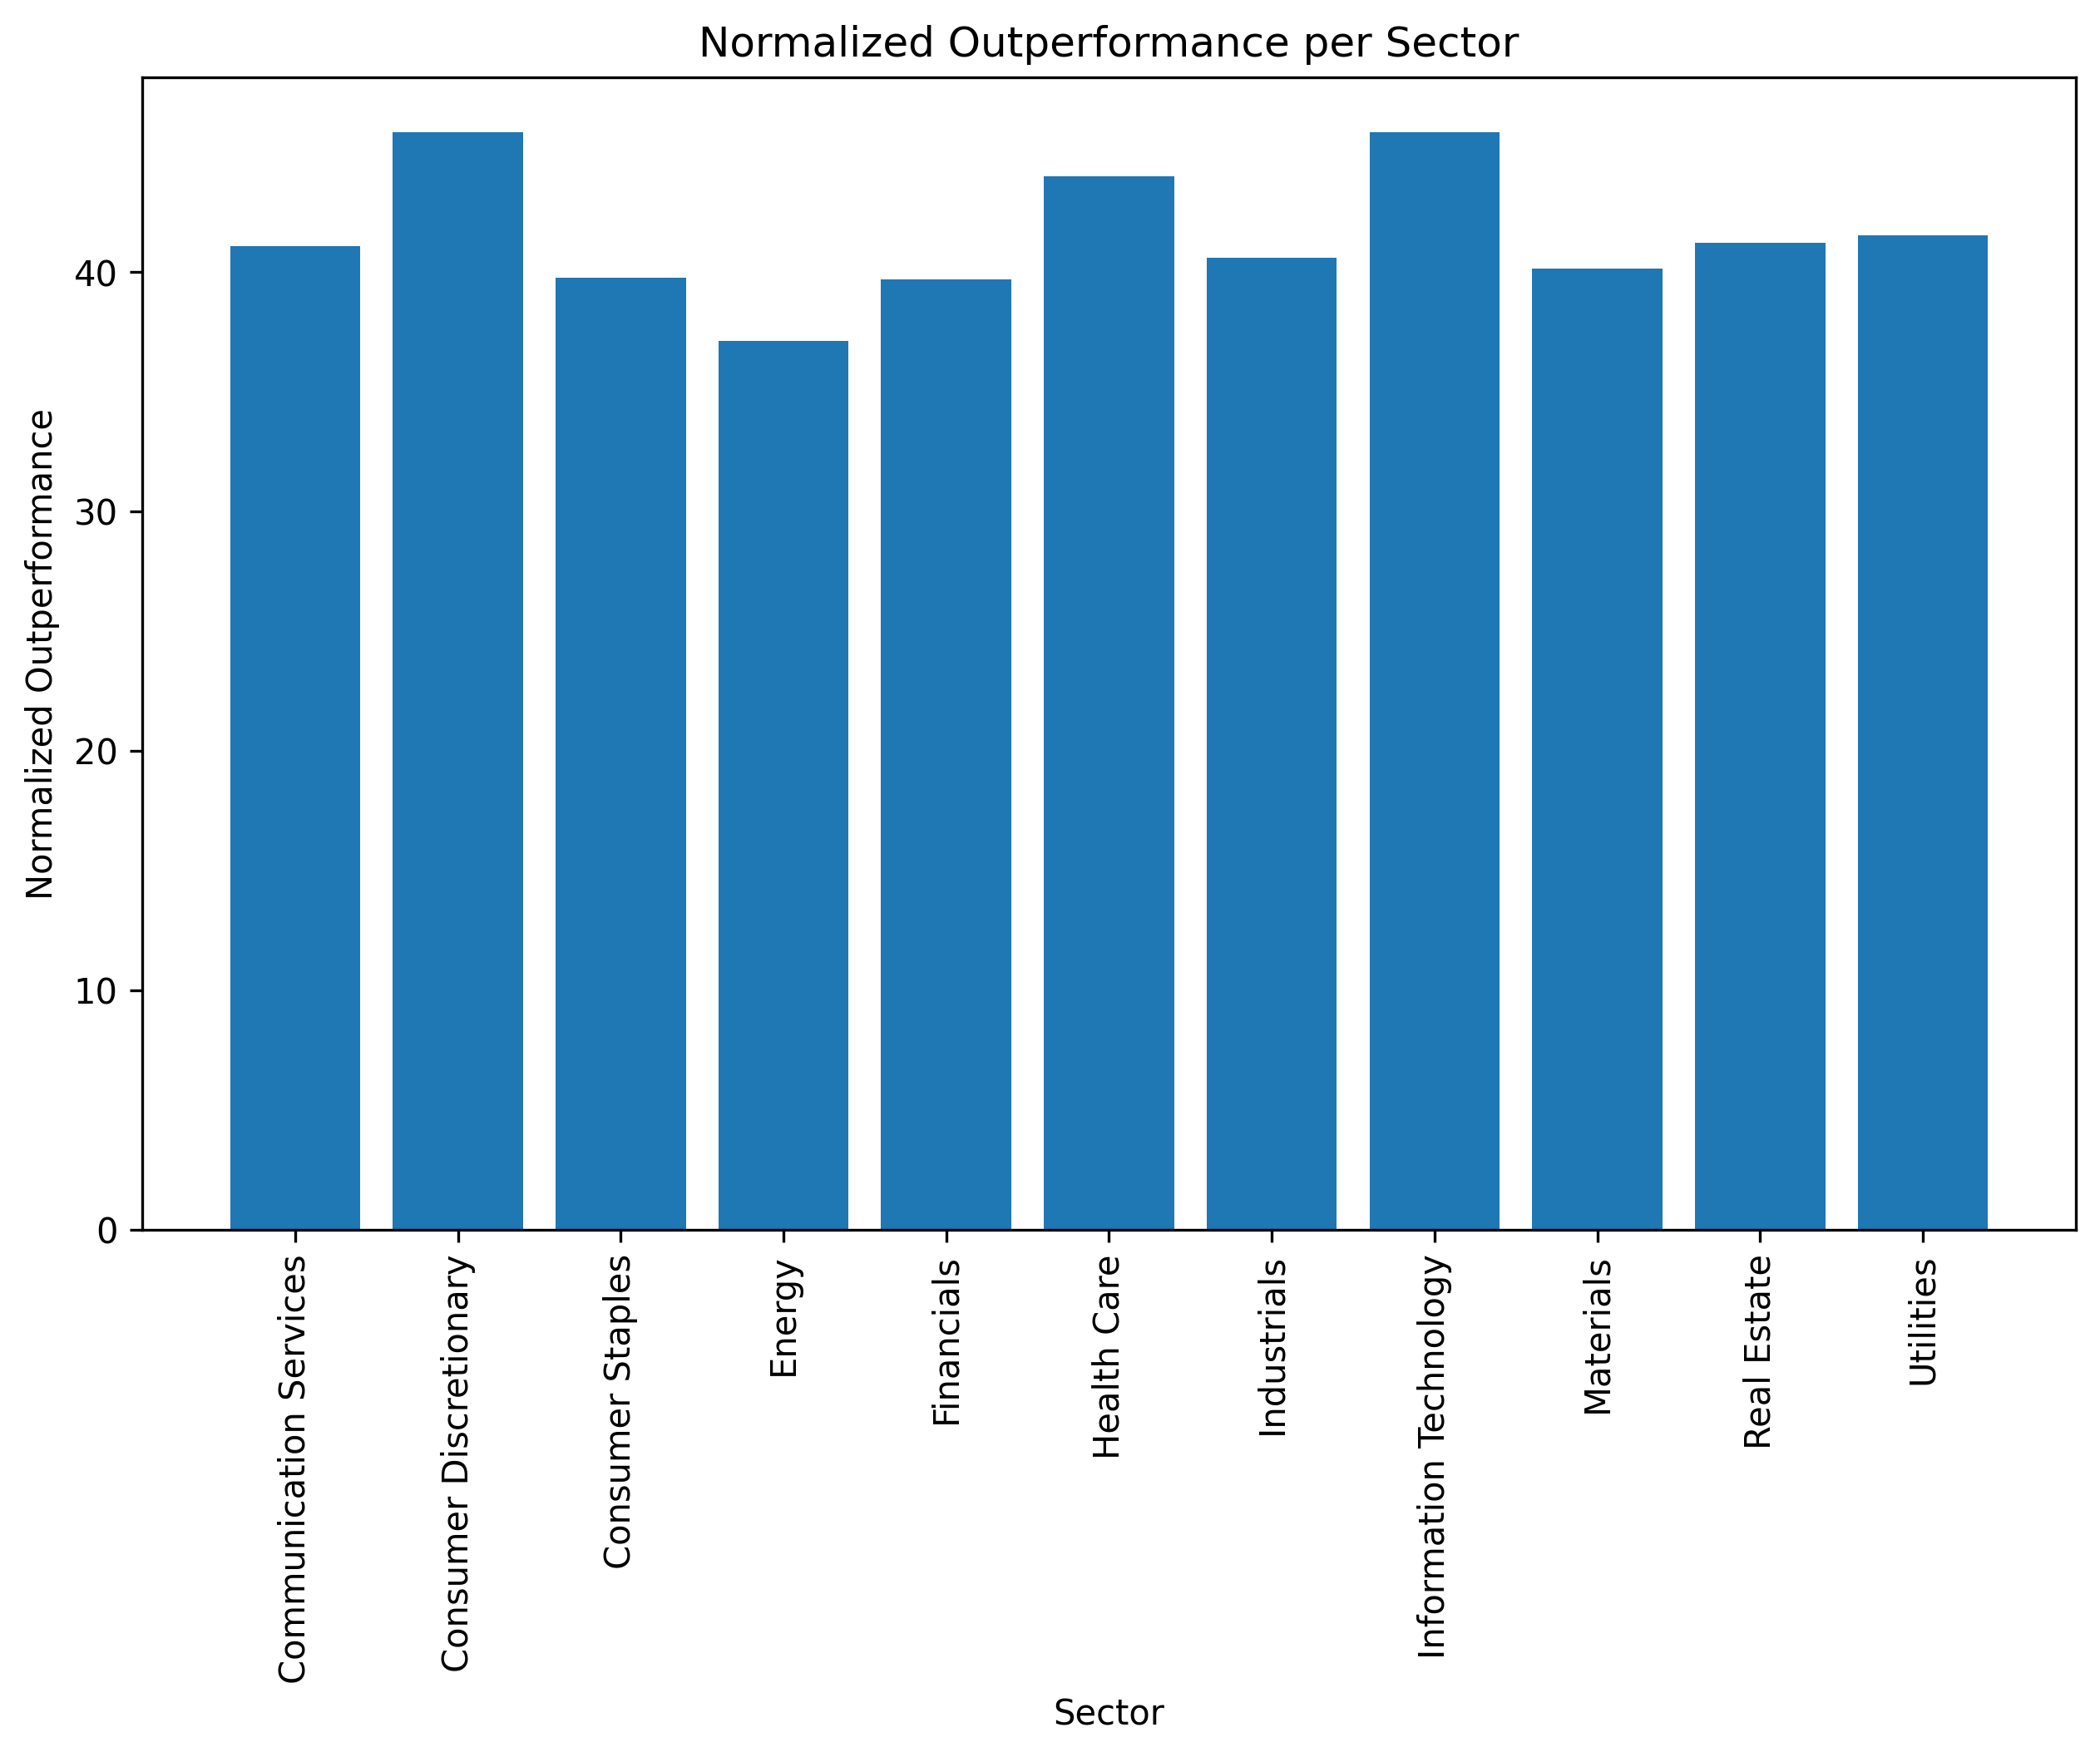 Normalized Outperformance per Sector
Normalized Outperformance
40
30
20
10
0
Communication Services
Consumer Discretionary
Consumer Staples
Energy
Financials
Health Care
Industrials
Information Technology
Materials
Real Estate
Utilities
Sector